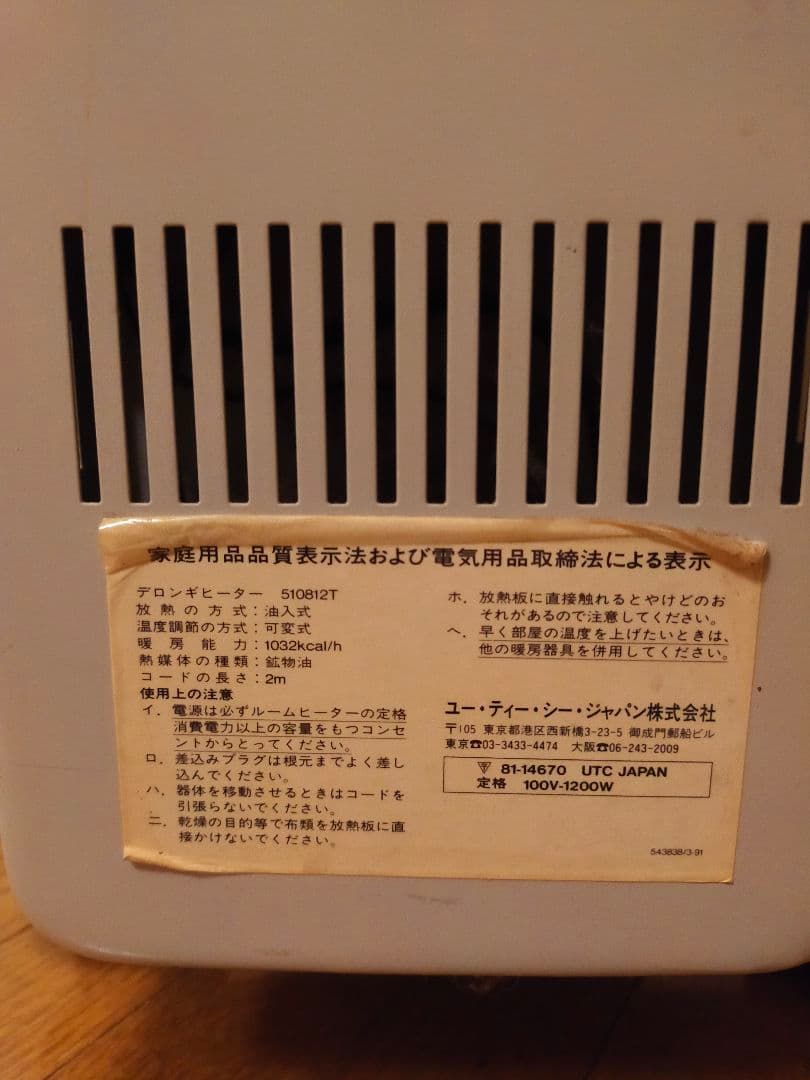 家庭用品品質表示法および電気用品取締法による表示
デロンギヒーター 510812T
放熱の方式：油入式
温度調節の方式：可変式
暖房能力：1032kcal/h
熱媒体の種類：鉱物油
コードの長さ：2m
使用上の注意
イ．電源は必ずルームヒーターの定格
消費電力以上の容量をもつコンセ
ントからとってください。
ロ．差込みプラグは根元までよく差し
込んでください。
ハ．器体を移動させるときはコードを
引張らないでください。
ニ．乾燥の目的等で布類を放熱板に直
接かけないでください。
ホ．放熱板に直接触れるとやけどのお
それがあるので注意してください。
ヘ．早く部屋の温度を上げたいときは、
他の暖房器具を併用してください。
ユー・ティー・シー・ジャパン株式会社
〒105 東京都港区西新橋3-23-5 御成門郵船ビル
東京☎03-3433-4474 大阪☎06-243-2009
81-14670 UTC JAPAN
定格 100V-1200W
543838/3-91